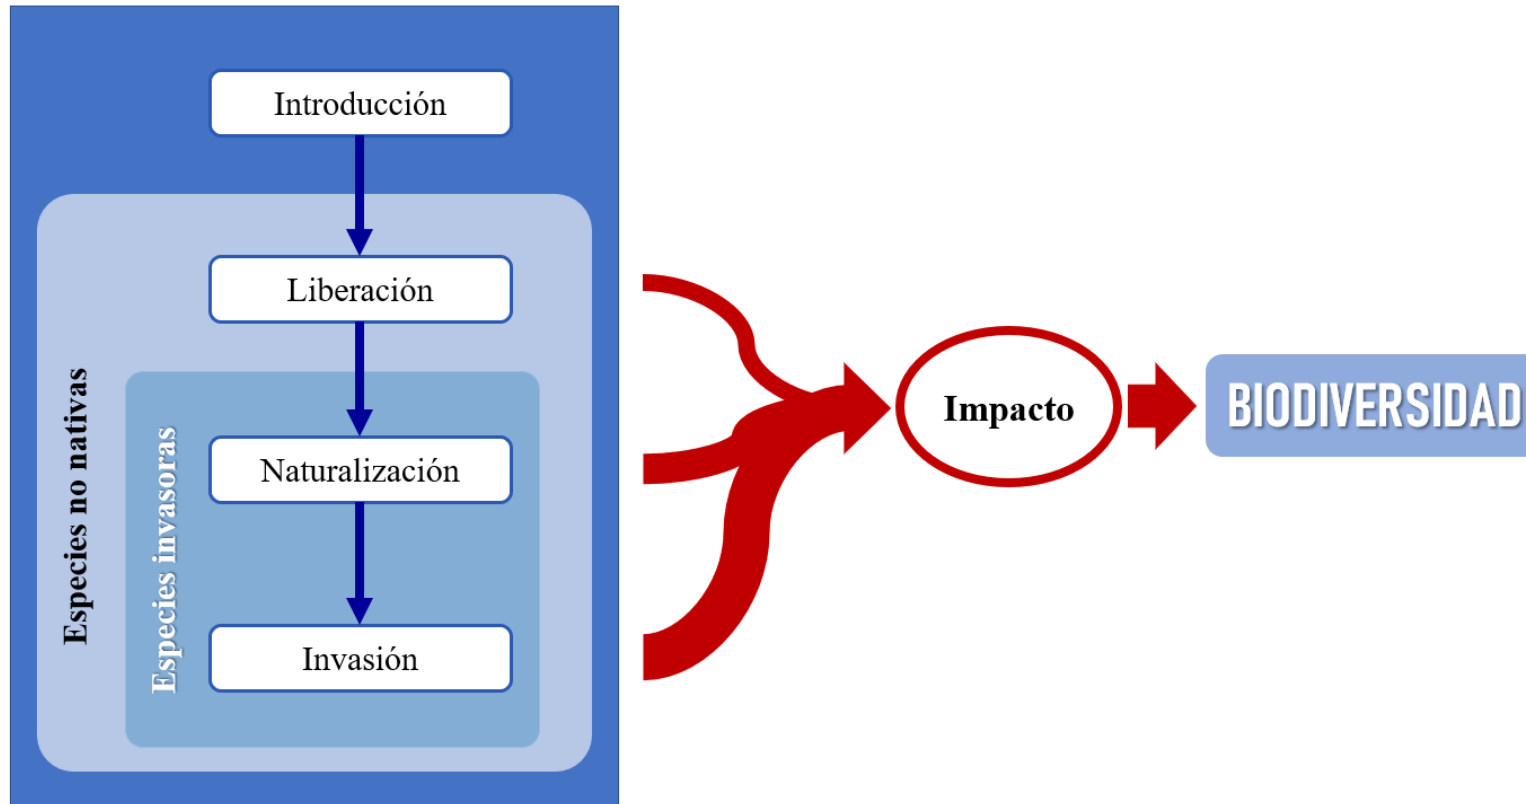 Introducción
Liberación
Especies no nativas
Especies invasoras
Naturalización
Invasión
Impacto
BIODIVERSIDAD